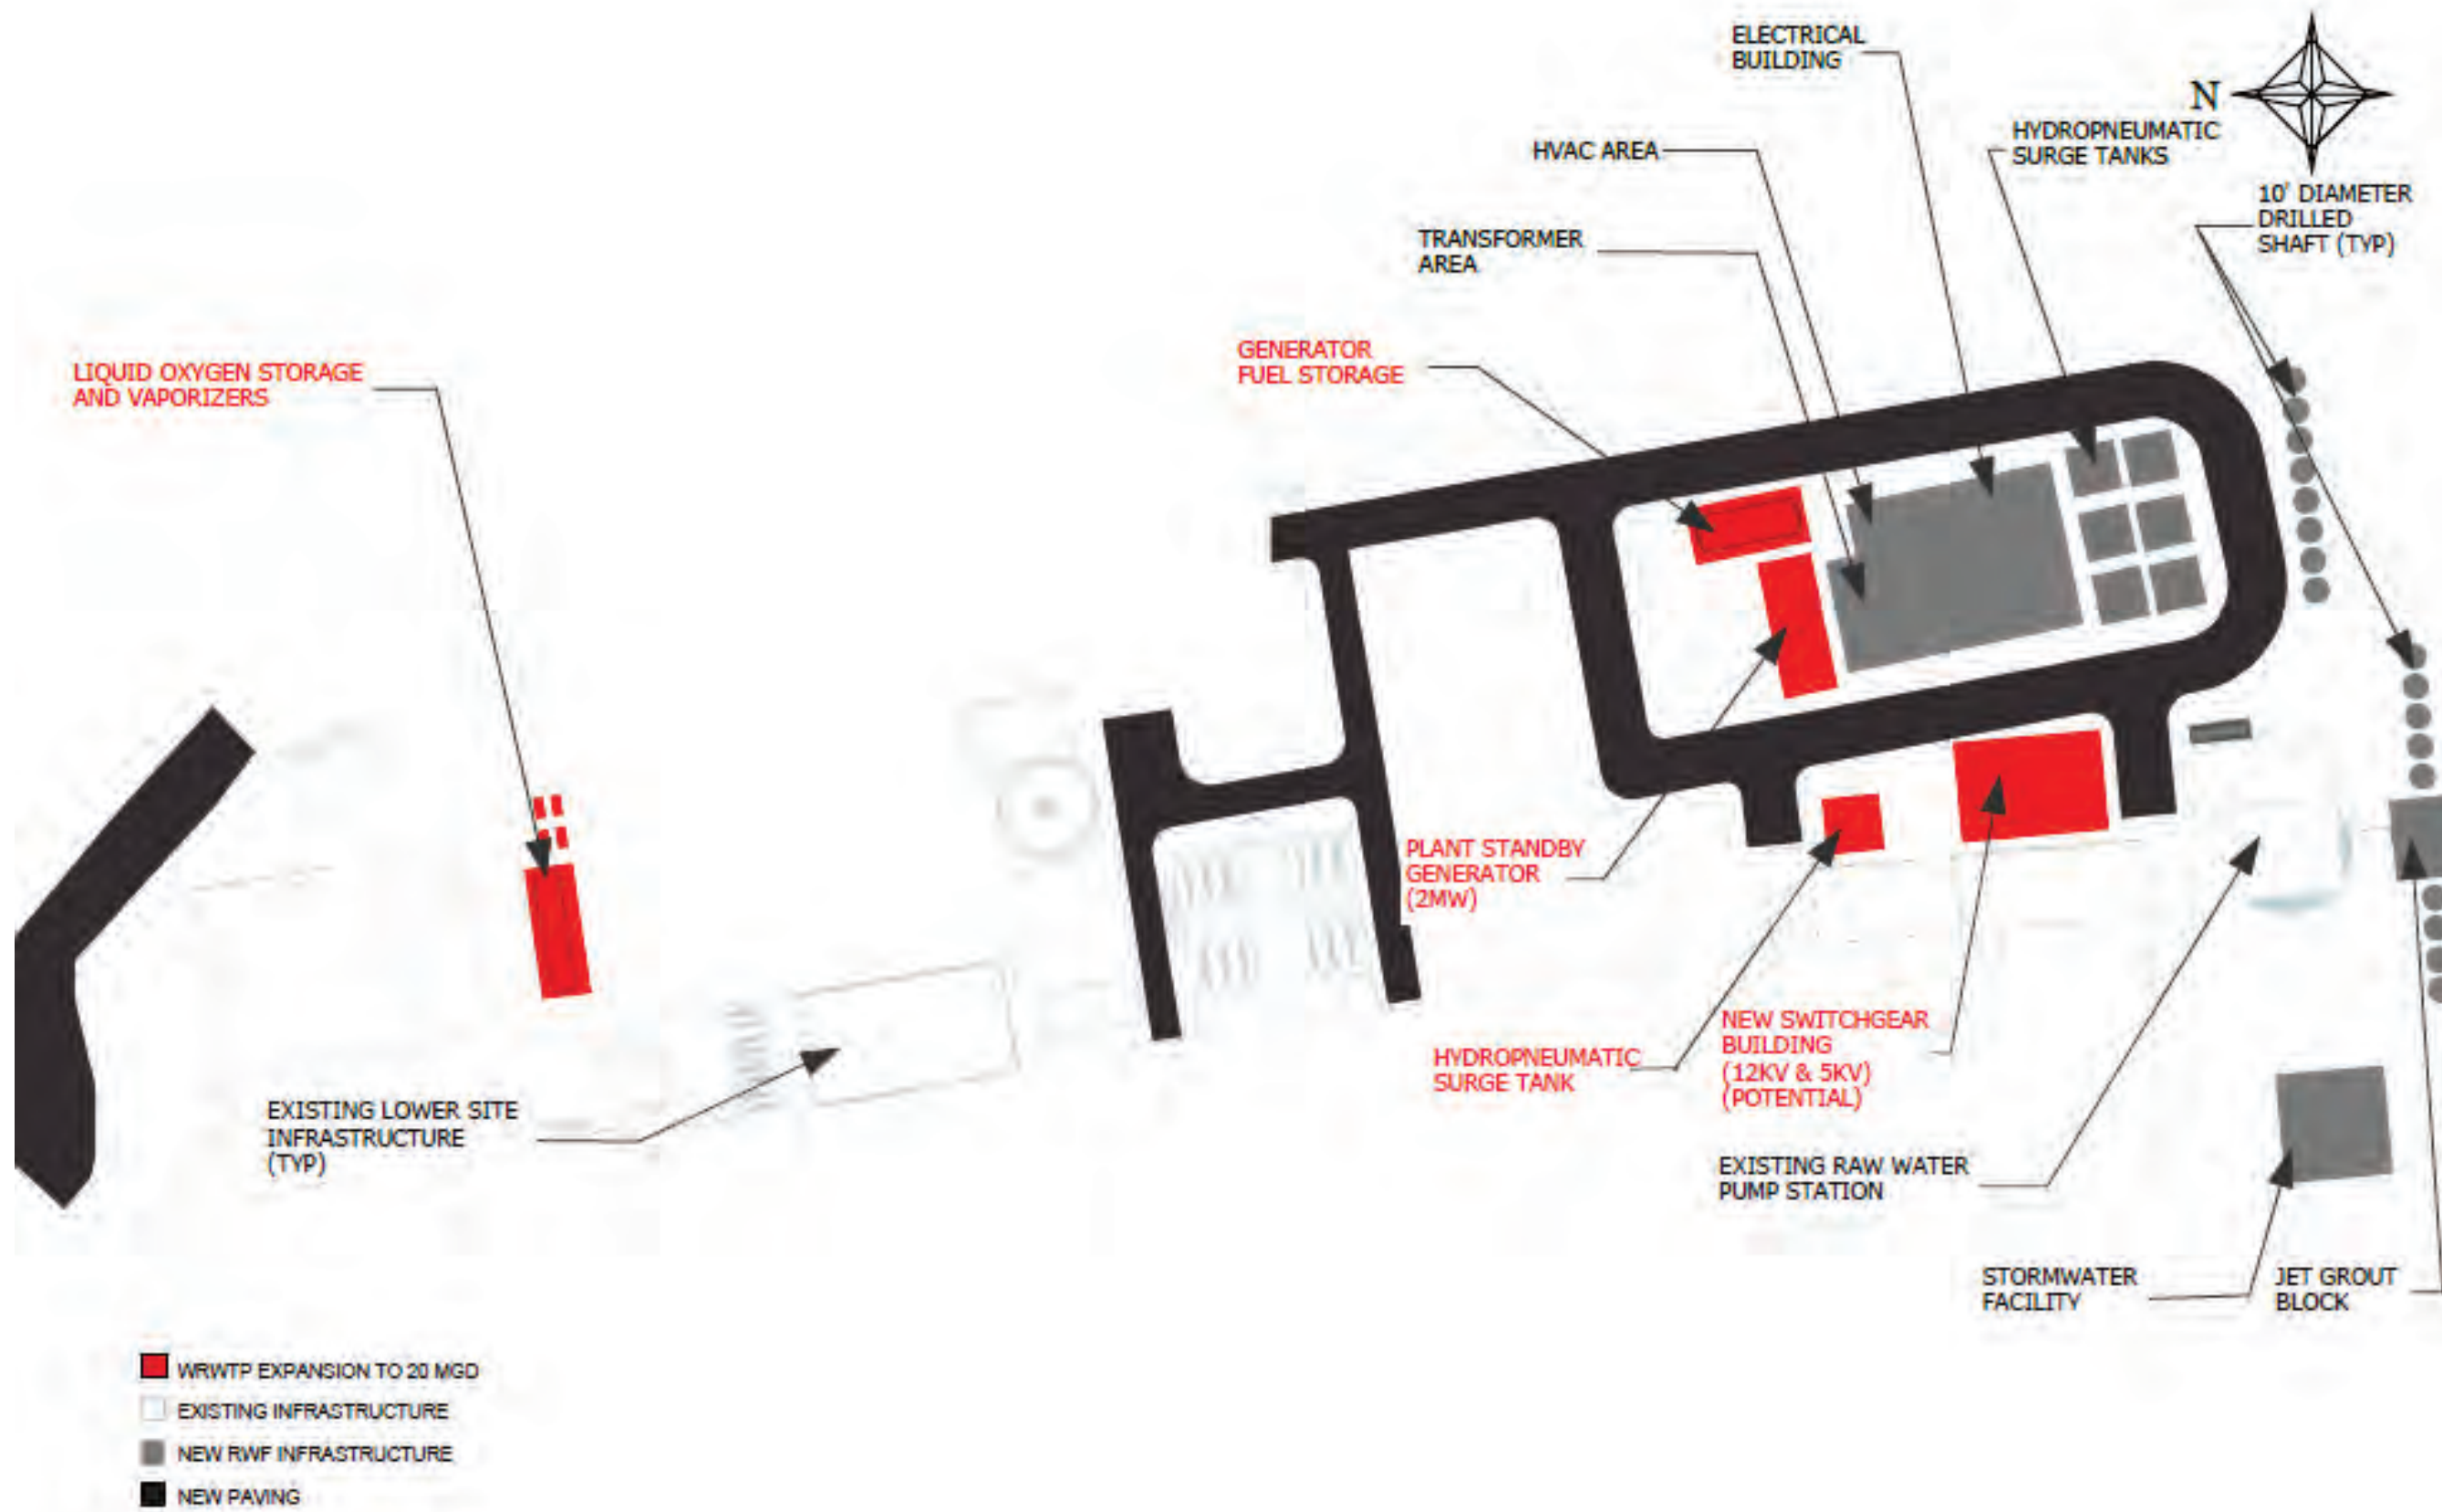 ELECTRICAL
BUILDING
N
HYDROPNEUMATIC
SURGE TANKS
HVAC AREA
10' DIAMETER
DRILLED
SHAFT (TYP)
TRANSFORMER
AREA
GENERATOR
FUEL STORAGE
LIQUID OXYGEN STORAGE
AND VAPORIZERS
PLANT STANDBY
GENERATOR
(2MW)
HYDROPNEUMATIC
SURGE TANK
NEW SWITCHGEAR
BUILDING
(12KV & 5KV)
(POTENTIAL)
EXISTING LOWER SITE
INFRASTRUCTURE
(TYP)
EXISTING RAW WATER
PUMP STATION
STORMWATER
FACILITY
JET GROUT
BLOCK
WRWTP EXPANSION TO 20 MGD
EXISTING INFRASTRUCTURE
NEW RWF INFRASTRUCTURE
NEW PAVING